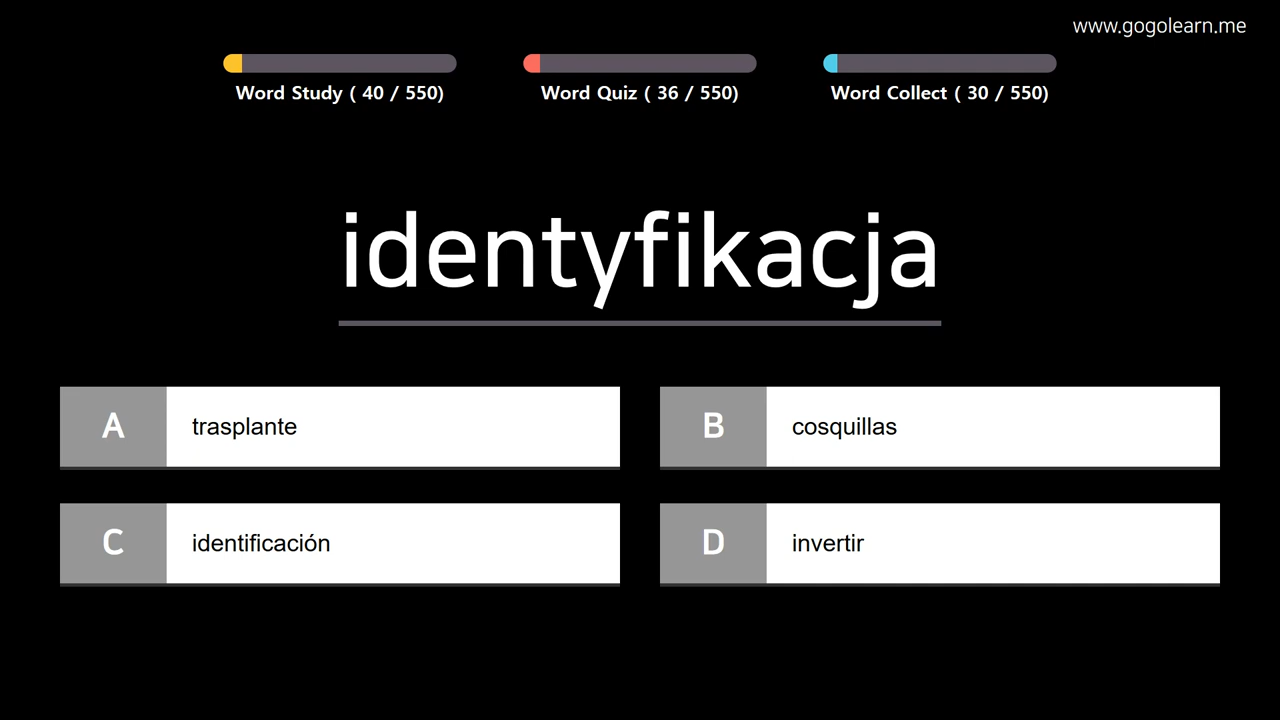 www.gogolearn.me
Word Study ( 40 / 550)
Word Quiz ( 36 / 550)
Word Collect ( 30 / 550)
identyfikacja
A trasplante
B cosquillas
C identificación
D invertir